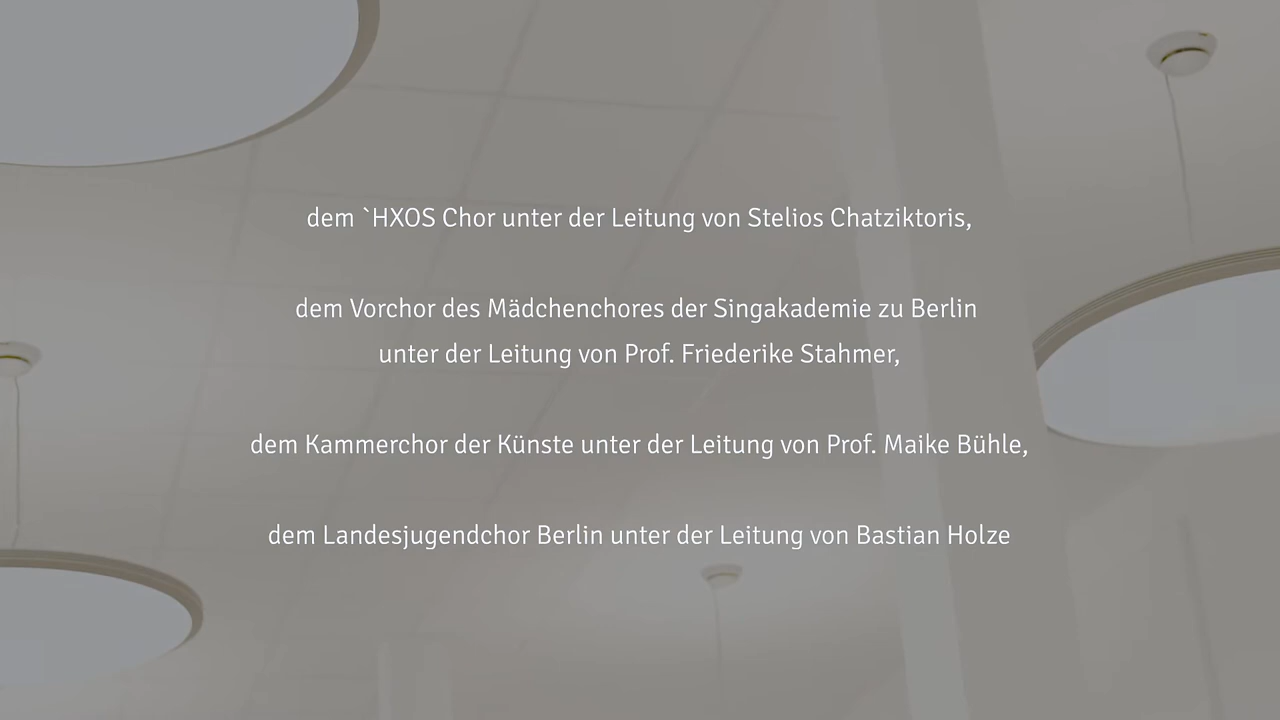 dem `HXOS Chor unter der Leitung von Stelios Chatziktoris,
dem Vorchor des Mädchenchores der Singakademie zu Berlin
unter der Leitung von Prof. Friederike Stahmer,
dem Kammerchor der Künste unter der Leitung von Prof. Maike Bühle,
dem Landesjugendchor Berlin unter der Leitung von Bastian Holze